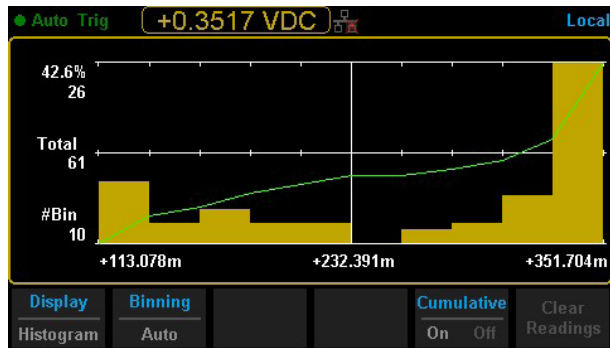 Auto Trig +0.3517 VDC Local
42.6%
26
Total
61
#Bin
10
+113.078m +232.391m +351.704m
Display Binning Cumulative Clear
Histogram Auto On Off Readings